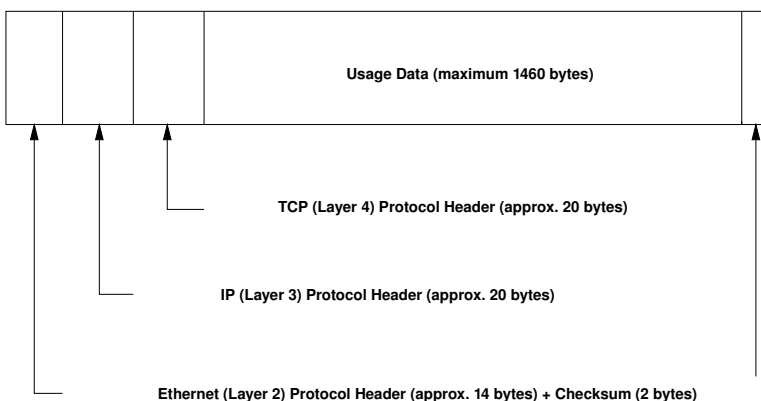 Usage Data (maximum 1460 bytes)
TCP (Layer 4) Protocol Header (approx. 20 bytes)
IP (Layer 3) Protocol Header (approx. 20 bytes)
Ethernet (Layer 2) Protocol Header (approx. 14 bytes) + Checksum (2 bytes)